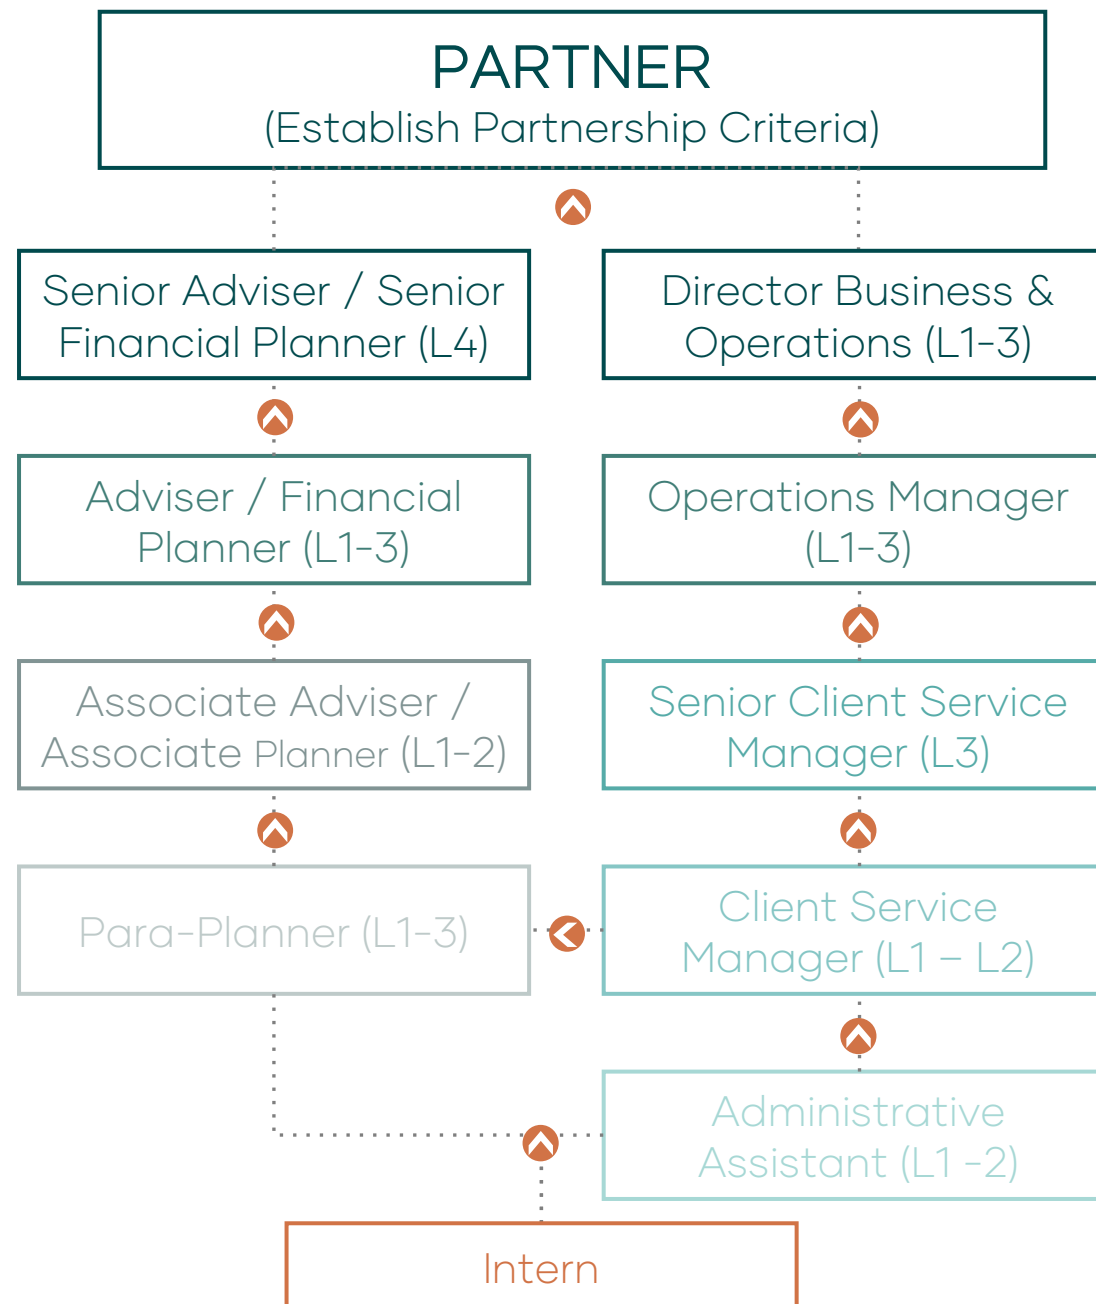 PARTNER
(Establish Partnership Criteria)
Senior Adviser / Senior
Financial Planner (L4)
Director Business &
Operations (L1-3)
Adviser / Financial
Planner (L1-3)
Operations Manager
(L1-3)
Associate Adviser /
Associate Planner (L1-2)
Senior Client Service
Manager (L3)
Para-Planner (L1-3)
Client Service
Manager (L1 – L2)
Administrative
Assistant (L1 -2)
Intern